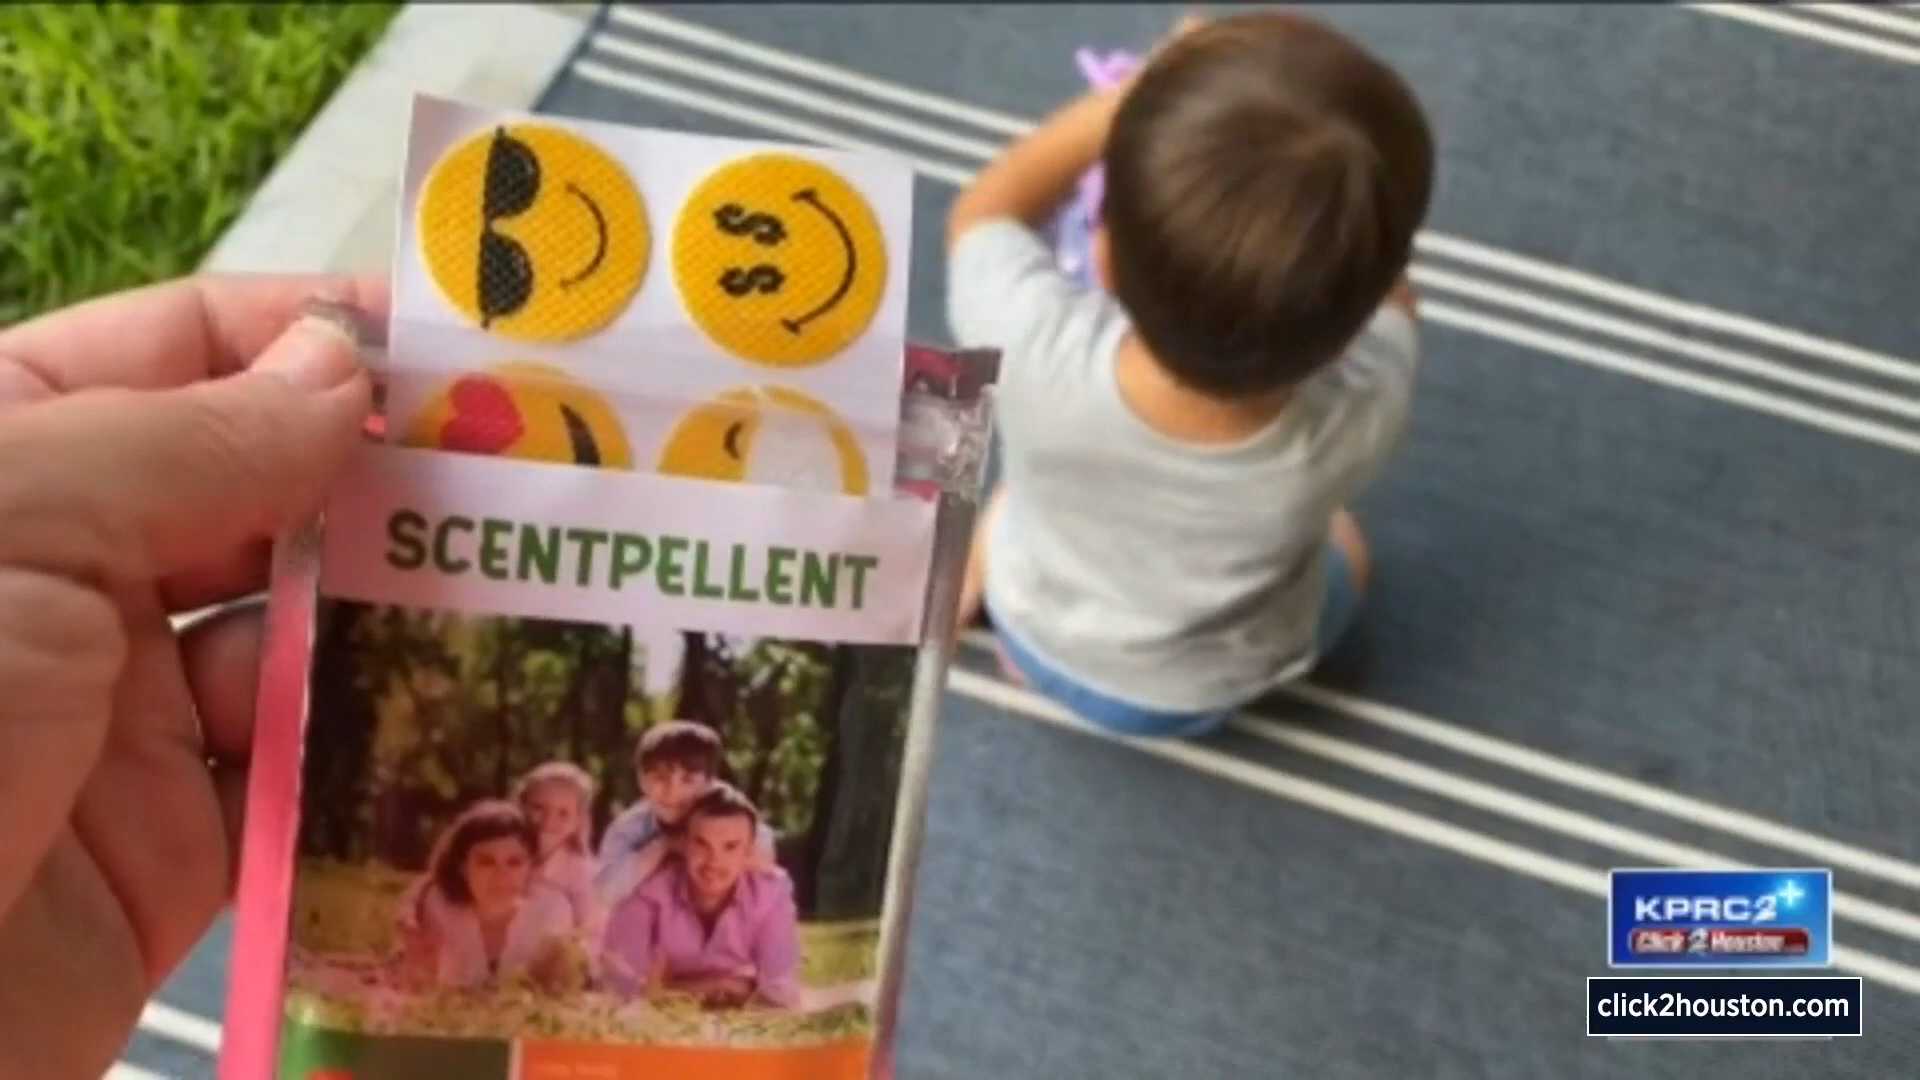 $ $
SCENTPELLENT
KPRC2+
Click 2 Houston
click2houston.com